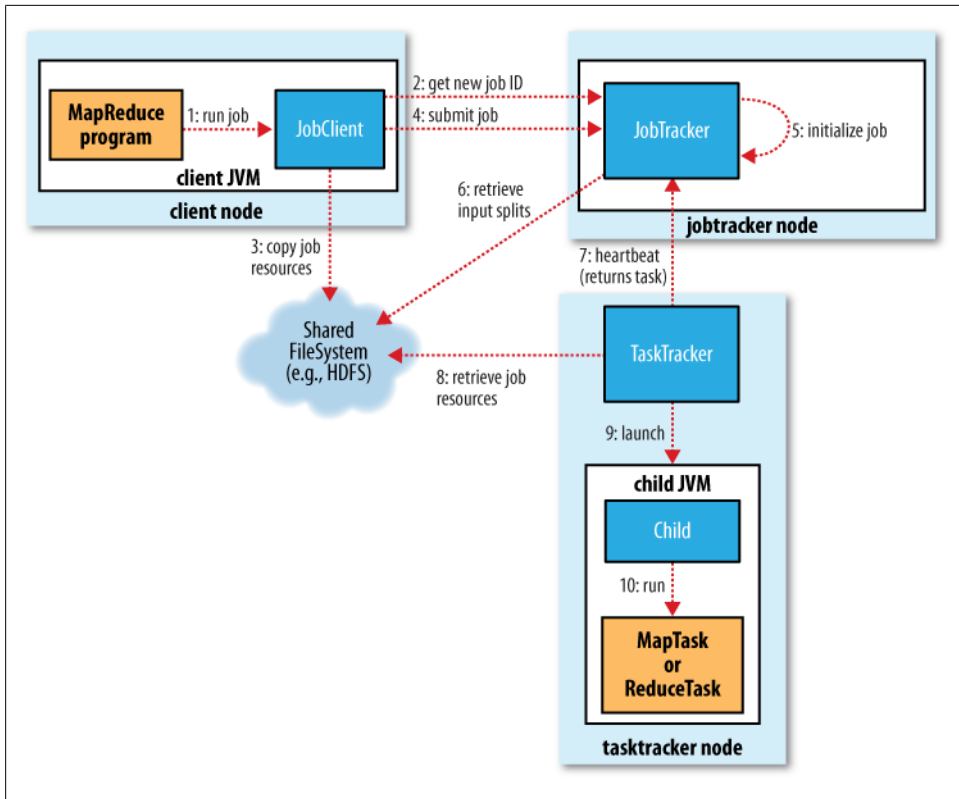 MapReduce
program
1: run job
JobClient
client JVM
client node
2: get new job ID
4: submit job
JobTracker
5: initialize job
jobtracker node
3: copy job
resources
6: retrieve
input splits
7: heartbeat
(returns task)
Shared
FileSystem
(e.g., HDFS)
8: retrieve job
resources
TaskTracker
9: launch
child JVM
Child
10: run
MapTask
or
ReduceTask
tasktracker node